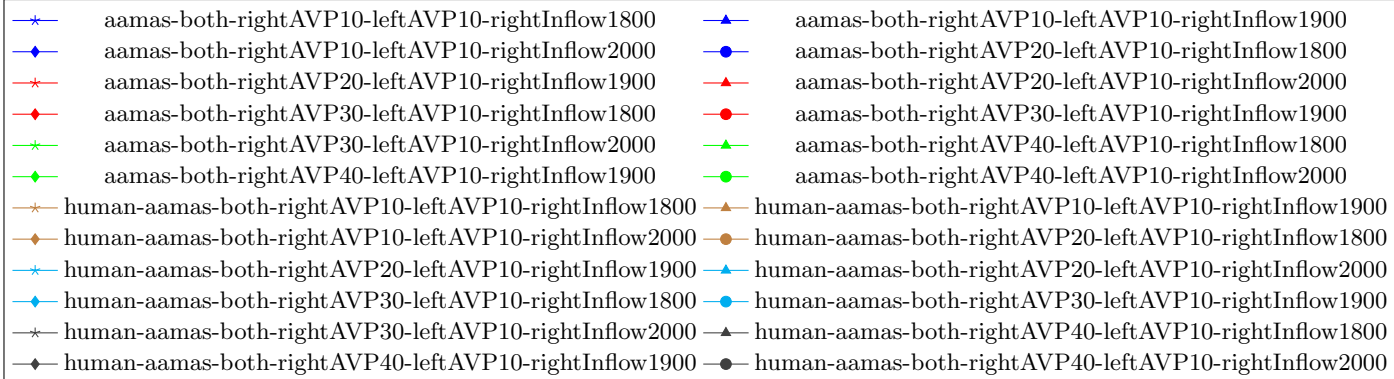 aamas-both-rightAVP10-leftAVP10-rightInflow1800 aamas-both-rightAVP10-leftAVP10-rightInflow1900
aamas-both-rightAVP10-leftAVP10-rightInflow2000 aamas-both-rightAVP20-leftAVP10-rightInflow1800
aamas-both-rightAVP20-leftAVP10-rightInflow1900 aamas-both-rightAVP20-leftAVP10-rightInflow2000
aamas-both-rightAVP30-leftAVP10-rightInflow1800 aamas-both-rightAVP30-leftAVP10-rightInflow1900
aamas-both-rightAVP30-leftAVP10-rightInflow2000 aamas-both-rightAVP40-leftAVP10-rightInflow1800
aamas-both-rightAVP40-leftAVP10-rightInflow1900 aamas-both-rightAVP40-leftAVP10-rightInflow2000
human-aamas-both-rightAVP10-leftAVP10-rightInflow1800 human-aamas-both-rightAVP10-leftAVP10-rightInflow1900
human-aamas-both-rightAVP10-leftAVP10-rightInflow2000 human-aamas-both-rightAVP20-leftAVP10-rightInflow1800
human-aamas-both-rightAVP20-leftAVP10-rightInflow1900 human-aamas-both-rightAVP20-leftAVP10-rightInflow2000
human-aamas-both-rightAVP30-leftAVP10-rightInflow1800 human-aamas-both-rightAVP30-leftAVP10-rightInflow1900
human-aamas-both-rightAVP30-leftAVP10-rightInflow2000 human-aamas-both-rightAVP40-leftAVP10-rightInflow1800
human-aamas-both-rightAVP40-leftAVP10-rightInflow1900 human-aamas-both-rightAVP40-leftAVP10-rightInflow2000